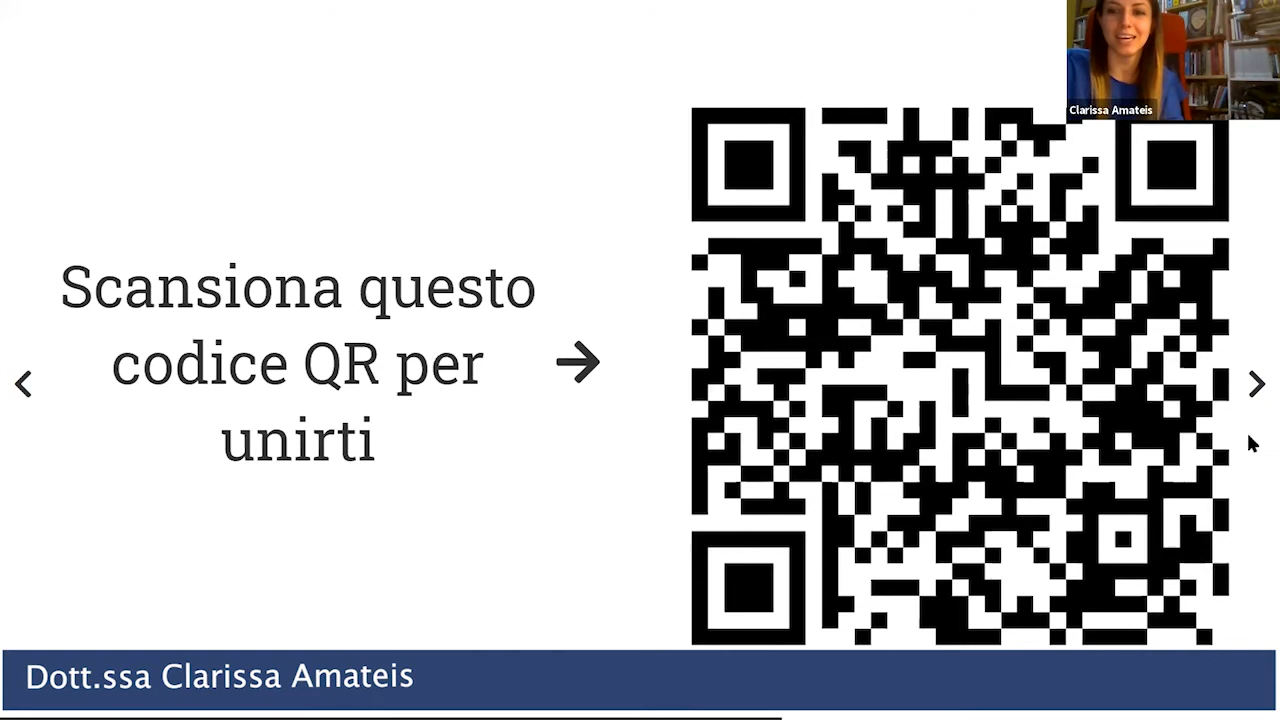 Clarissa Amateis
Scansiona questo
codice QR per
unirti
Dott.ssa Clarissa Amateis